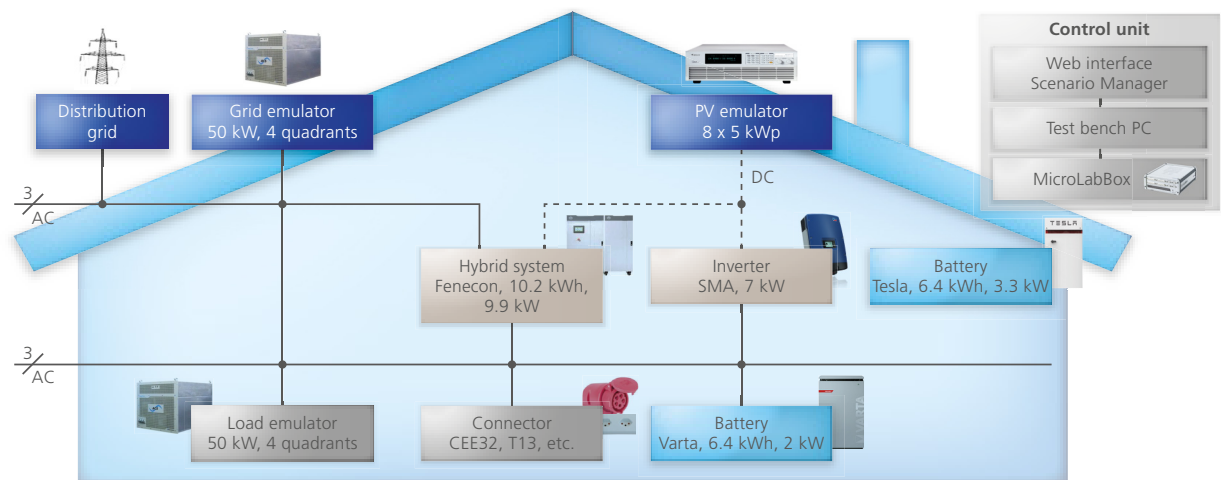 Control unit
Web interface
Scenario Manager
Test bench PC
MicroLabBox
Distribution
grid
Grid emulator
50 kW, 4 quadrants
PV emulator
8 x 5 kWp
DC
3
AC
TESLA
Hybrid system
Fenecon, 10.2 kWh,
9.9 kW
Inverter
SMA, 7 kW
Battery
Tesla, 6.4 kWh, 3.3 kW
3
AC
VARTA
Load emulator
50 kW, 4 quadrants
Connector
CEE32, T13, etc.
Battery
Varta, 6.4 kWh, 2 kW